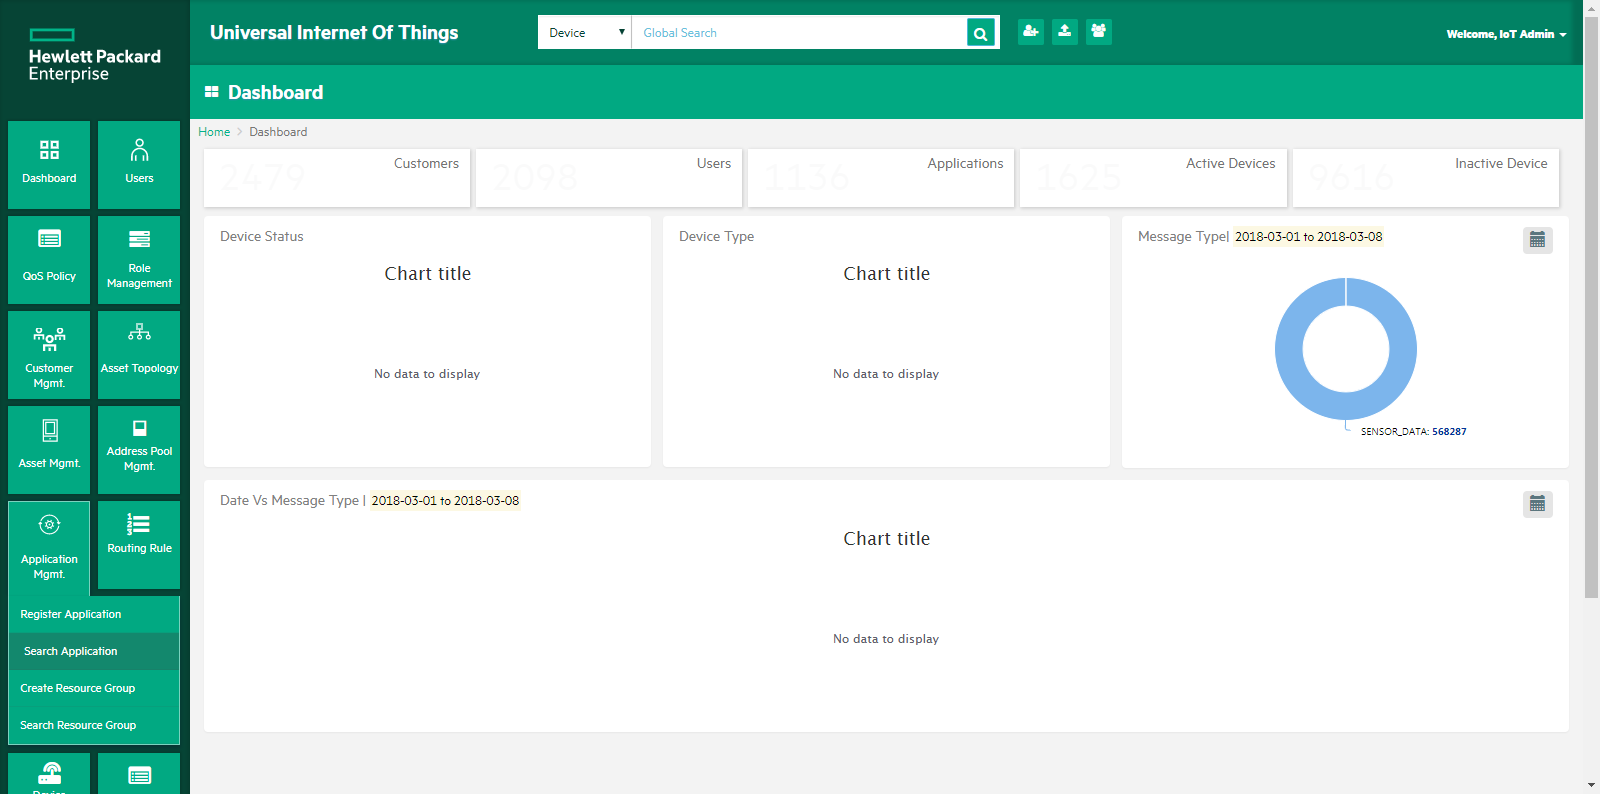 Hewlett Packard
Enterprise
Universal Internet Of Things
Device
Global Search
Welcome, IoT Admin
Dashboard
Home > Dashboard
Dashboard
Users
QoS Policy
Role
Management
Customer
Mgmt.
Asset Topology
Asset Mgmt.
Address Pool
Mgmt.
Application
Mgmt.
1
2
3
Routing Rule
Register Application
Search Application
Create Resource Group
Search Resource Group
2479 Customers
2098 Users
1136 Applications
1625 Active Devices
9616 Inactive Device
Device Status
Chart title
No data to display
Device Type
Chart title
No data to display
Message Type| 2018-03-01 to 2018-03-08
SENSOR_DATA: 568287
Date Vs Message Type | 2018-03-01 to 2018-03-08
Chart title
No data to display